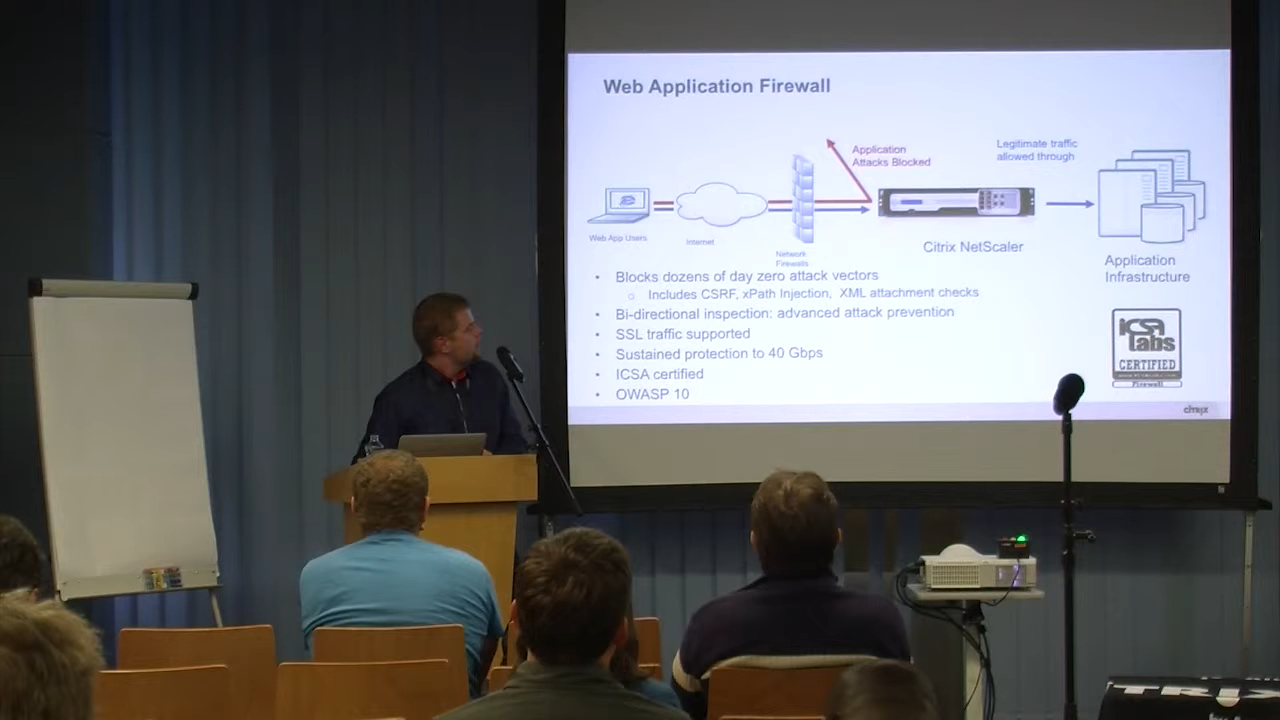 Web Application Firewall
Application
Attacks Blocked
Legitimate traffic
allowed through
Web App Users
Internet
Network
Firewalls
Citrix NetScaler
Application
Infrastructure
• Blocks dozens of day zero attack vectors
o Includes CSRF, xPath Injection, XML attachment checks
• Bi-directional inspection: advanced attack prevention
• SSL traffic supported
• Sustained protection to 40 Gbps
• ICSA certified
• OWASP 10
icsa
labs
CERTIFIED
Firewall
citrix